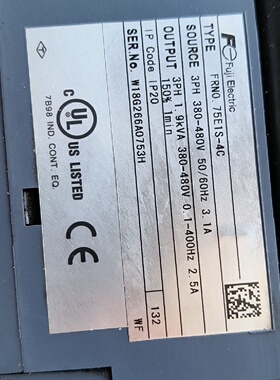 Fe Fuji Electric
TYPE FRN0.75E1S-4C
SOURCE 3PH 380-480V 50/60Hz 3.1A
OUTPUT 3PH 1.9kVA 380-480V 0.1-400Hz 2.5A
150% 1min
IP Code IP20
SER.No. W18G266A0753H
132
WF
C UL US LISTED
7B98 IND. CONT. EQ.
CE